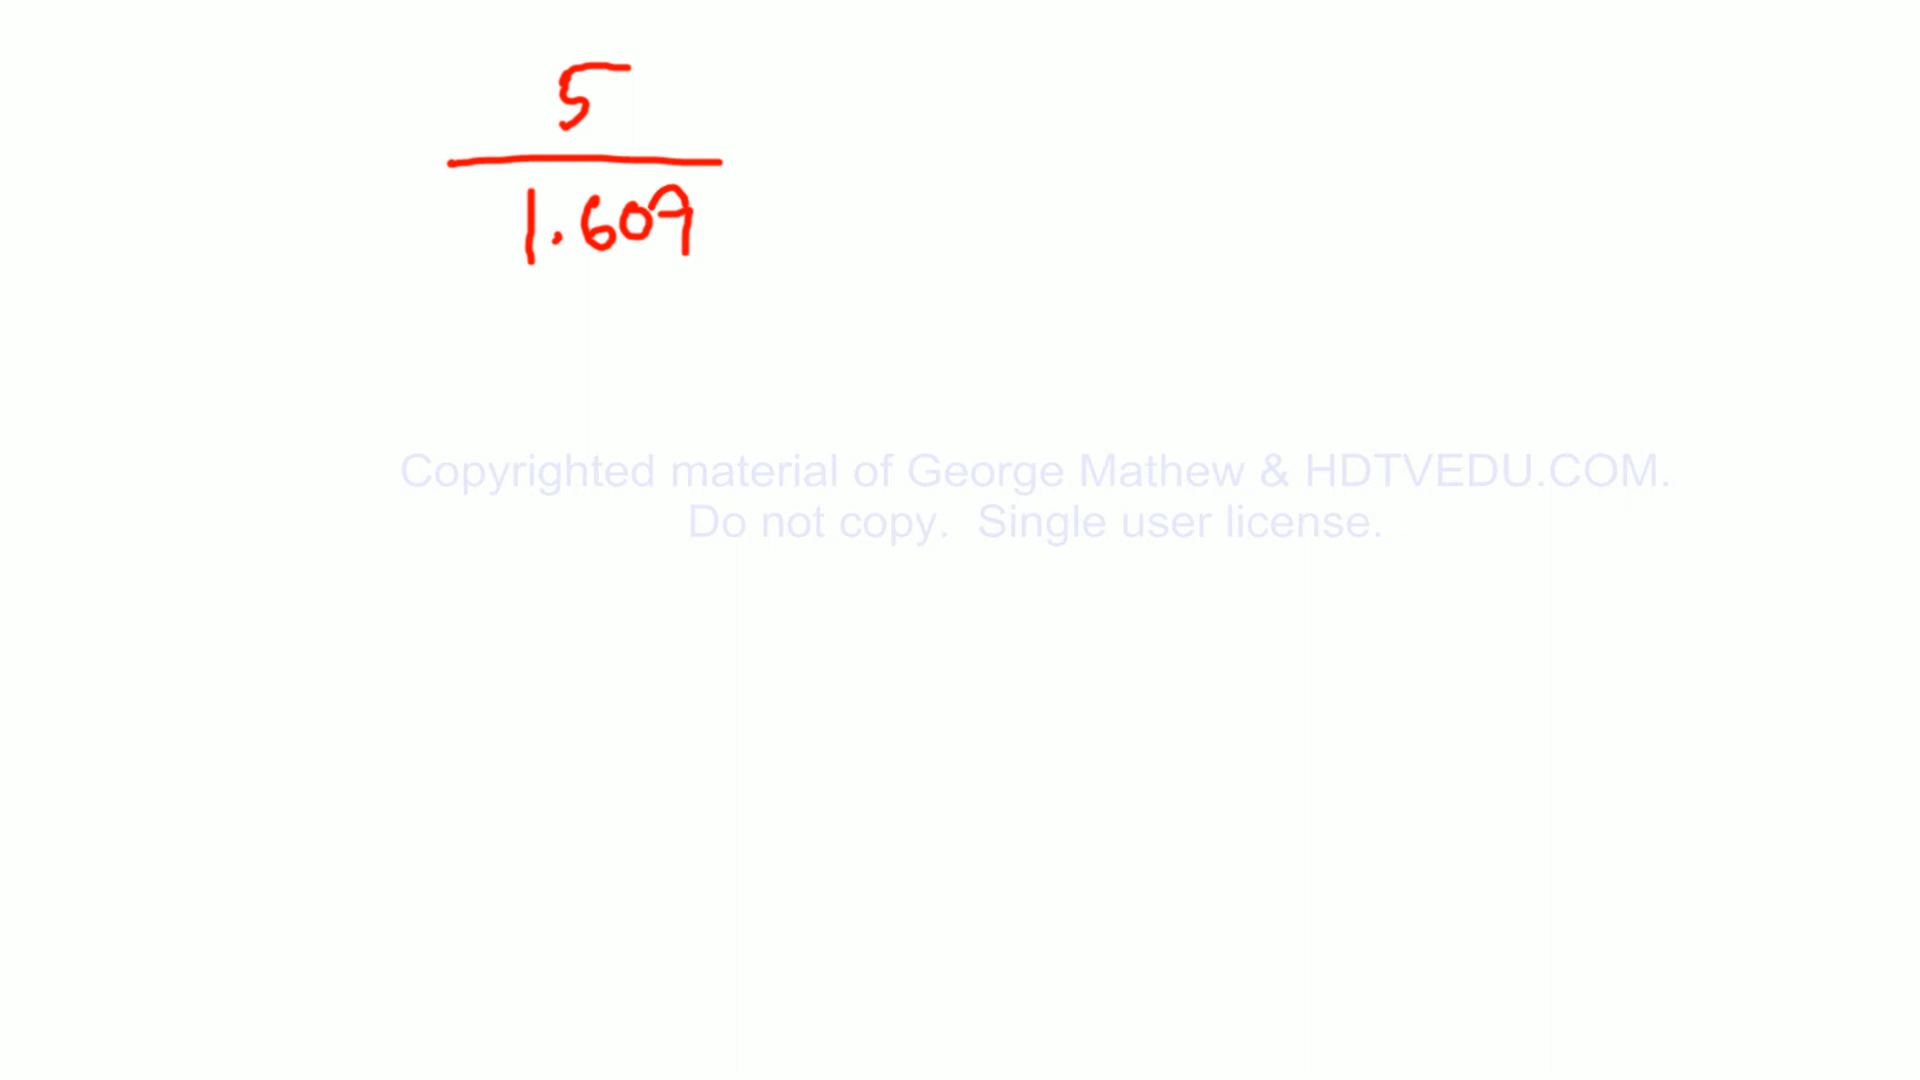 5
1.609
Copyrighted material of George Mathew & HDTVEDU.COM.
Do not copy. Single user license.